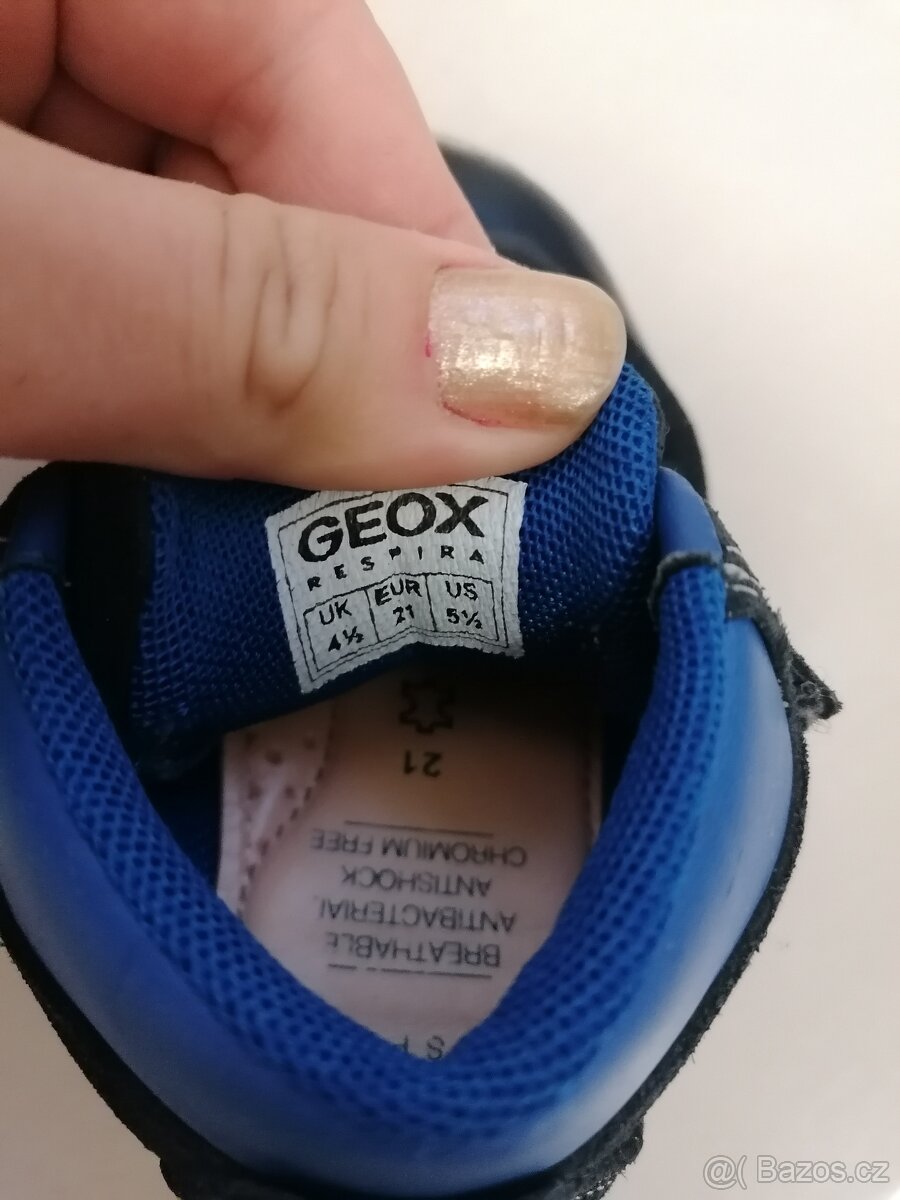 GEOX
RESPIRA
UK EUR US
4½ 21 5½
21
CHROMIUM FREE
ANTISHOCK
ANTIBACTERIAL
BREATHABLE
@( Bazos.cz